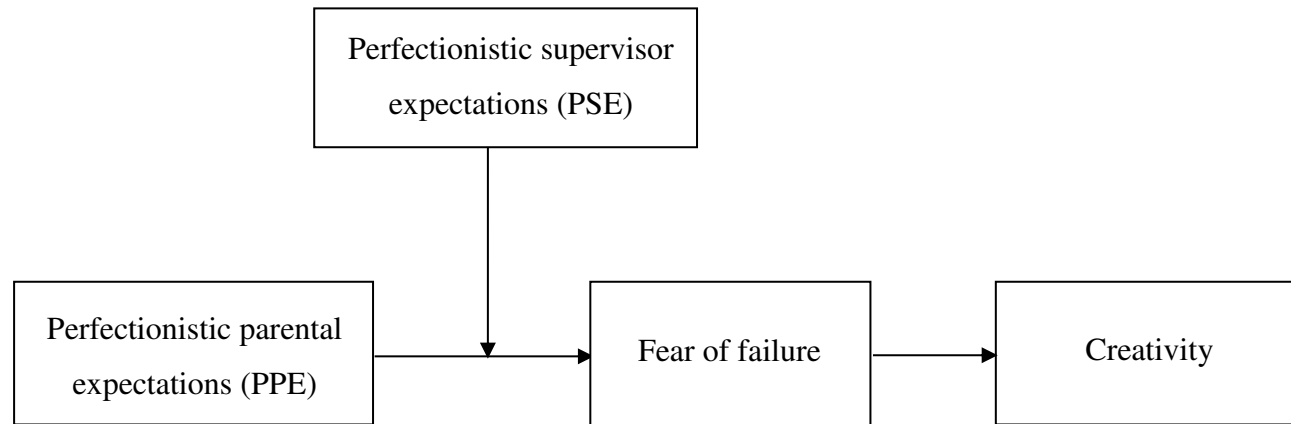 Perfectionistic supervisor
expectations (PSE)
Perfectionistic parental
expectations (PPE)
Fear of failure
Creativity